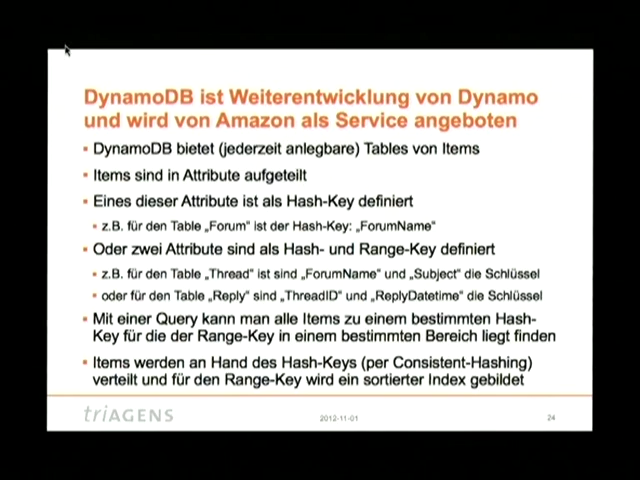 DynamoDB ist Weiterentwicklung von Dynamo
und wird von Amazon als Service angeboten
▪ DynamoDB bietet (jederzeit anlegbare) Tables von Items
▪ Items sind in Attribute aufgeteilt
▪ Eines dieser Attribute ist als Hash-Key definiert
▪ z.B. für den Table „Forum“ ist der Hash-Key: „ForumName“
▪ Oder zwei Attribute sind als Hash- und Range-Key definiert
▪ z.B. für den Table „Thread“ ist sind „ForumName“ und „Subject“ die Schlüssel
▪ oder für den Table „Reply“ sind „ThreadID“ und „ReplyDatetime“ die Schlüssel
▪ Mit einer Query kann man alle Items zu einem bestimmten Hash-
Key für die der Range-Key in einem bestimmten Bereich liegt finden
▪ Items werden an Hand des Hash-Keys (per Consistent-Hashing)
verteilt und für den Range-Key wird ein sortierter Index gebildet
triAGENS
2012-11-01
24